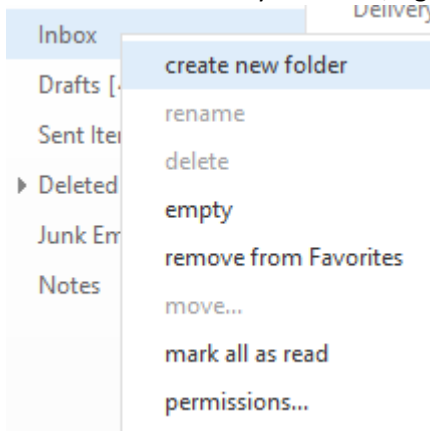 Delivery
Inbox
create new folder
Drafts [
rename
Sent Iter
delete
Deleted
empty
Junk Em
remove from Favorites
Notes
move...
mark all as read
permissions...